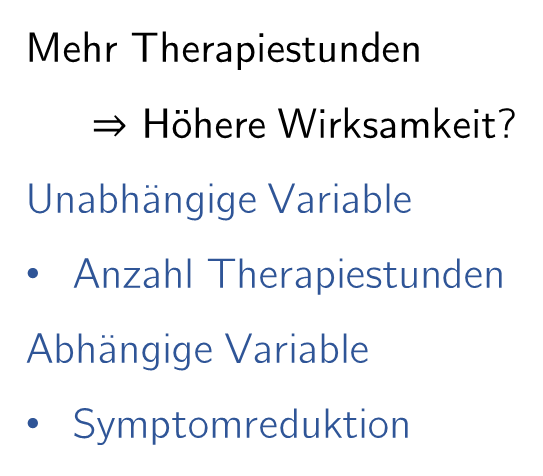 Mehr Therapiestunden
⇒ Höhere Wirksamkeit?
Unabhängige Variable
• Anzahl Therapiestunden
Abhängige Variable
• Symptomreduktion